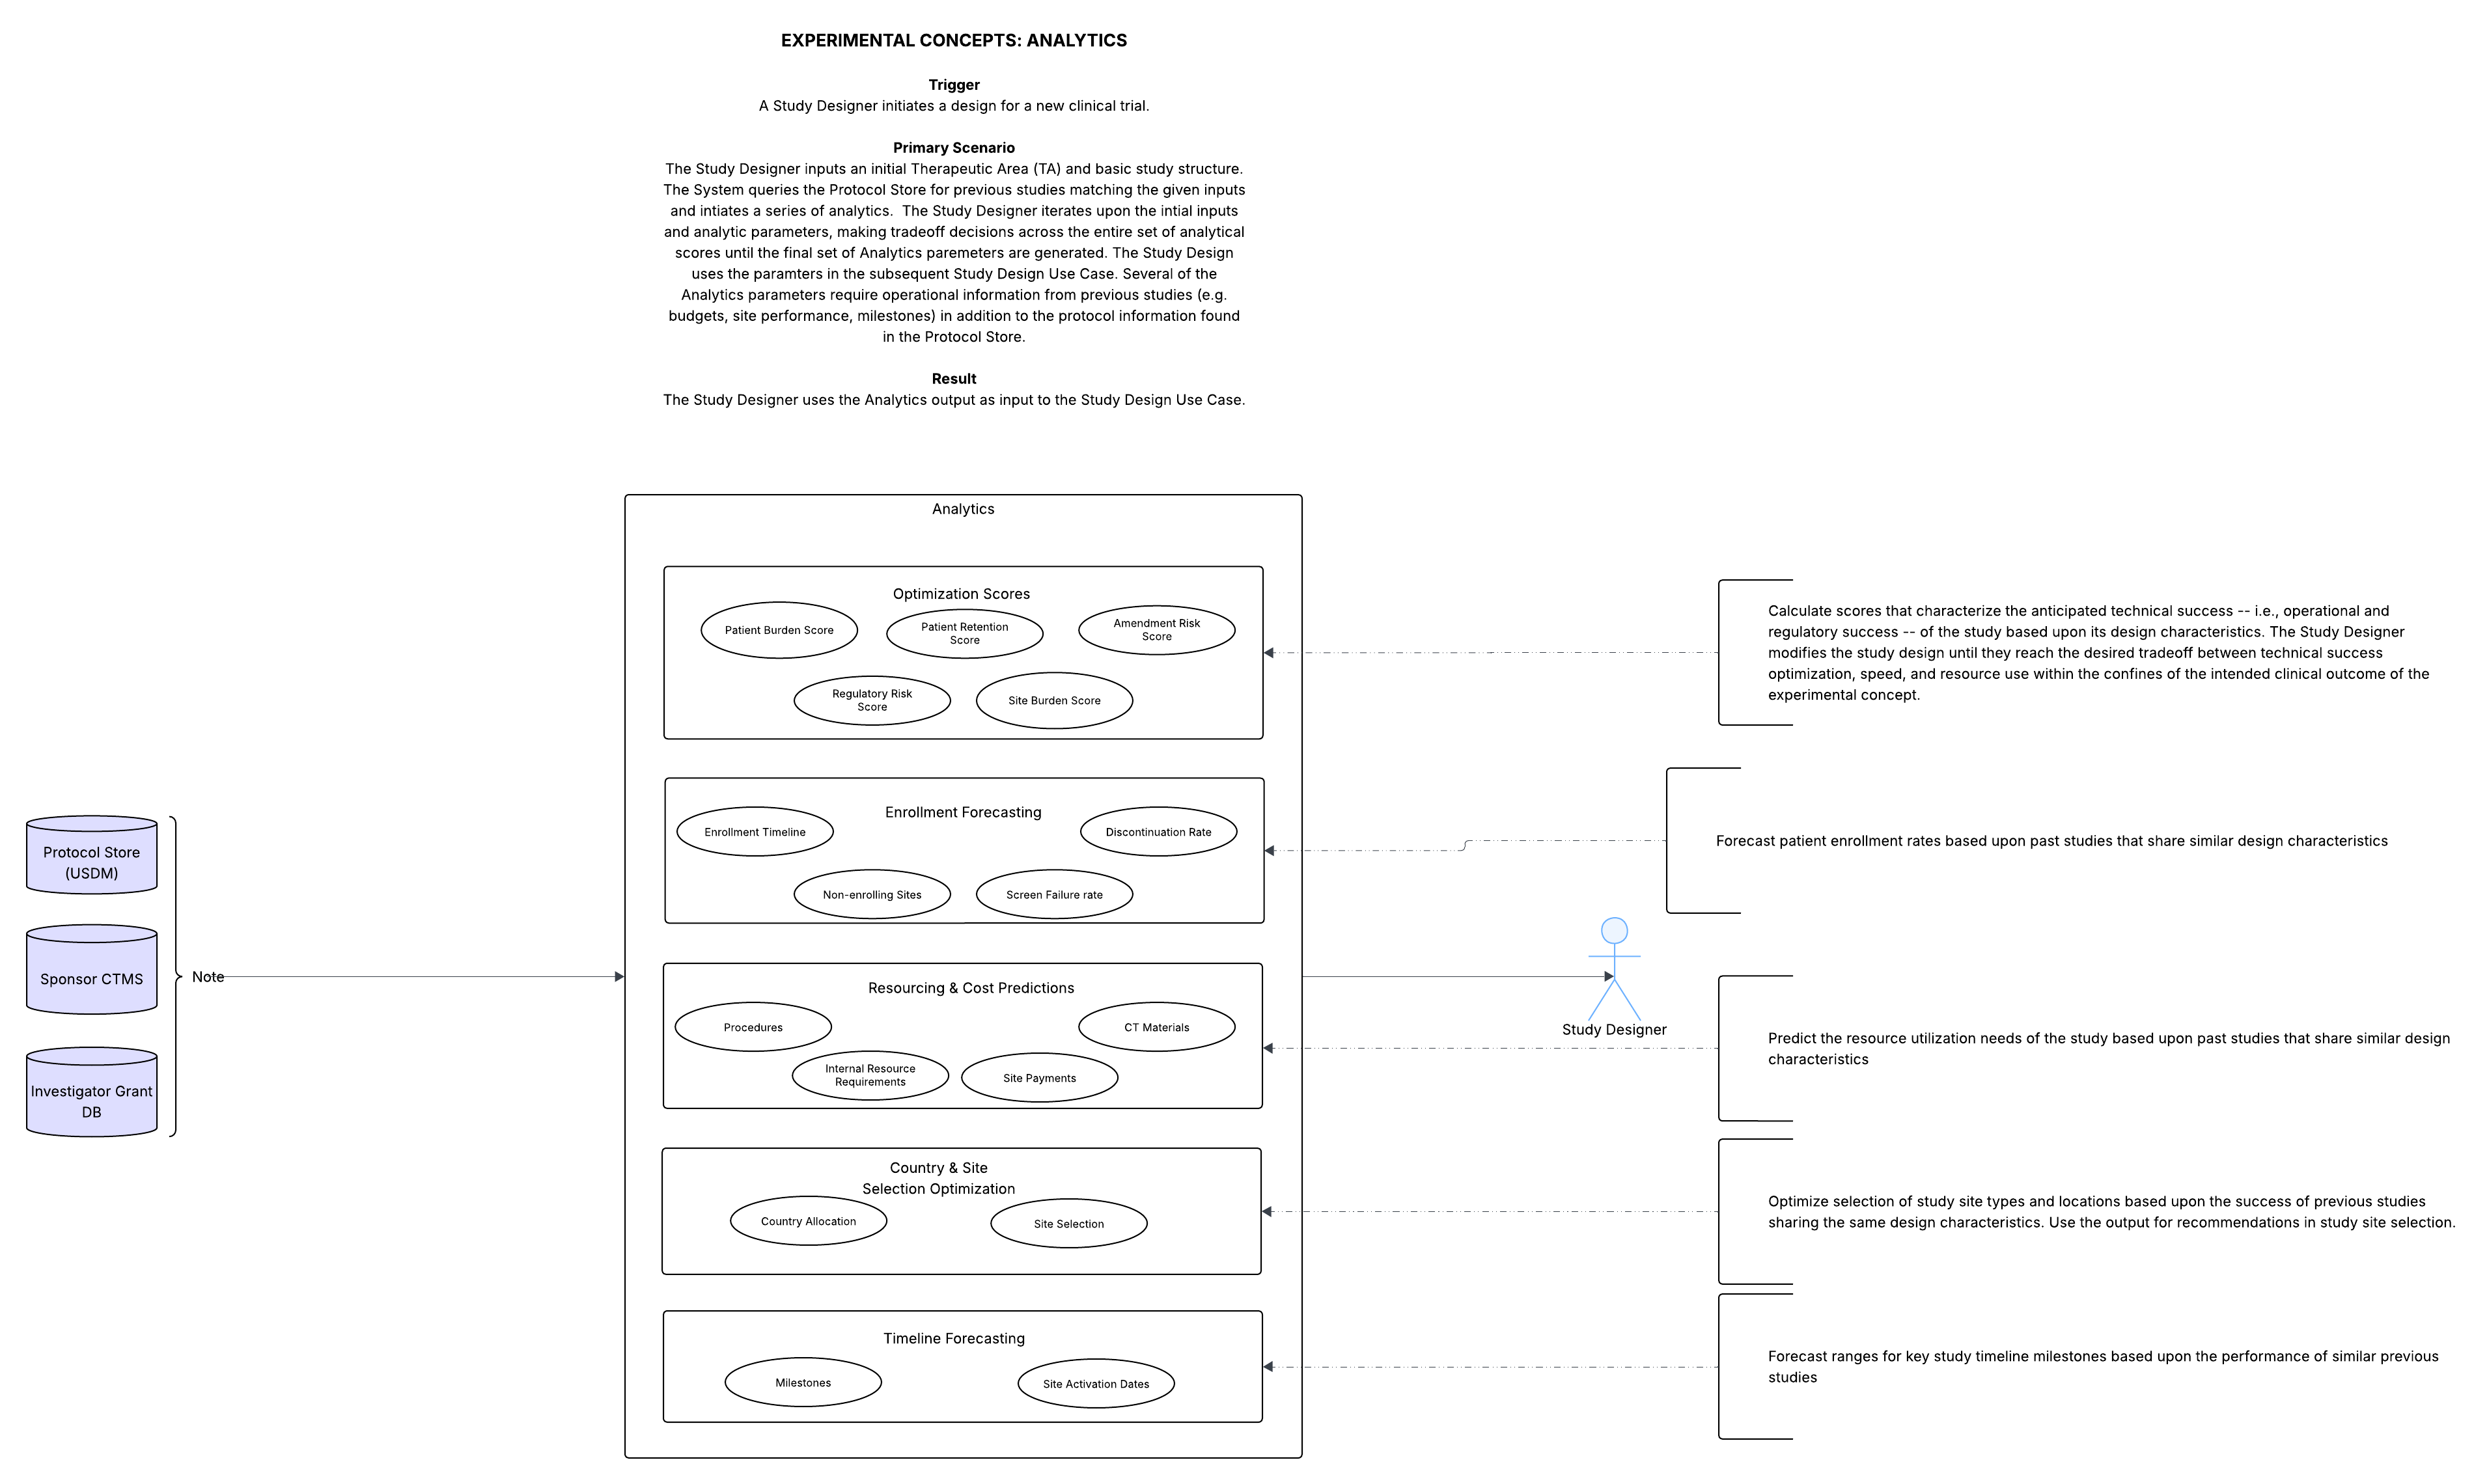 EXPERIMENTAL CONCEPTS: ANALYTICS
Trigger
A Study Designer initiates a design for a new clinical trial.
Primary Scenario
The Study Designer inputs an initial Therapeutic Area (TA) and basic study structure.
The System queries the Protocol Store for previous studies matching the given inputs
and intiates a series of analytics.  The Study Designer iterates upon the intial inputs
and analytic parameters, making tradeoff decisions across the entire set of analytical
scores until the final set of Analytics paremeters are generated. The Study Design
uses the paramters in the subsequent Study Design Use Case. Several of the
Analytics parameters require operational information from previous studies (e.g.
budgets, site performance, milestones) in addition to the protocol information found
in the Protocol Store.
Result
The Study Designer uses the Analytics output as input to the Study Design Use Case.
Protocol Store
(USDM)
Sponsor CTMS
Investigator Grant
DB
Note
Analytics
Optimization Scores
Patient Burden Score
Patient Retention
Score
Amendment Risk
Score
Regulatory Risk
Score
Site Burden Score
Enrollment Forecasting
Enrollment Timeline
Discontinuation Rate
Non-enrolling Sites
Screen Failure rate
Resourcing & Cost Predictions
Procedures
CT Materials
Internal Resource
Requirements
Site Payments
Country & Site
Selection Optimization
Country Allocation
Site Selection
Timeline Forecasting
Milestones
Site Activation Dates
Study Designer
Calculate scores that characterize the anticipated technical success -- i.e., operational and
regulatory success -- of the study based upon its design characteristics. The Study Designer
modifies the study design until they reach the desired tradeoff between technical success
optimization, speed, and resource use within the confines of the intended clinical outcome of the
experimental concept.
Forecast patient enrollment rates based upon past studies that share similar design characteristics
Predict the resource utilization needs of the study based upon past studies that share similar design
characteristics
Optimize selection of study site types and locations based upon the success of previous studies
sharing the same design characteristics. Use the output for recommendations in study site selection.
Forecast ranges for key study timeline milestones based upon the performance of similar previous
studies